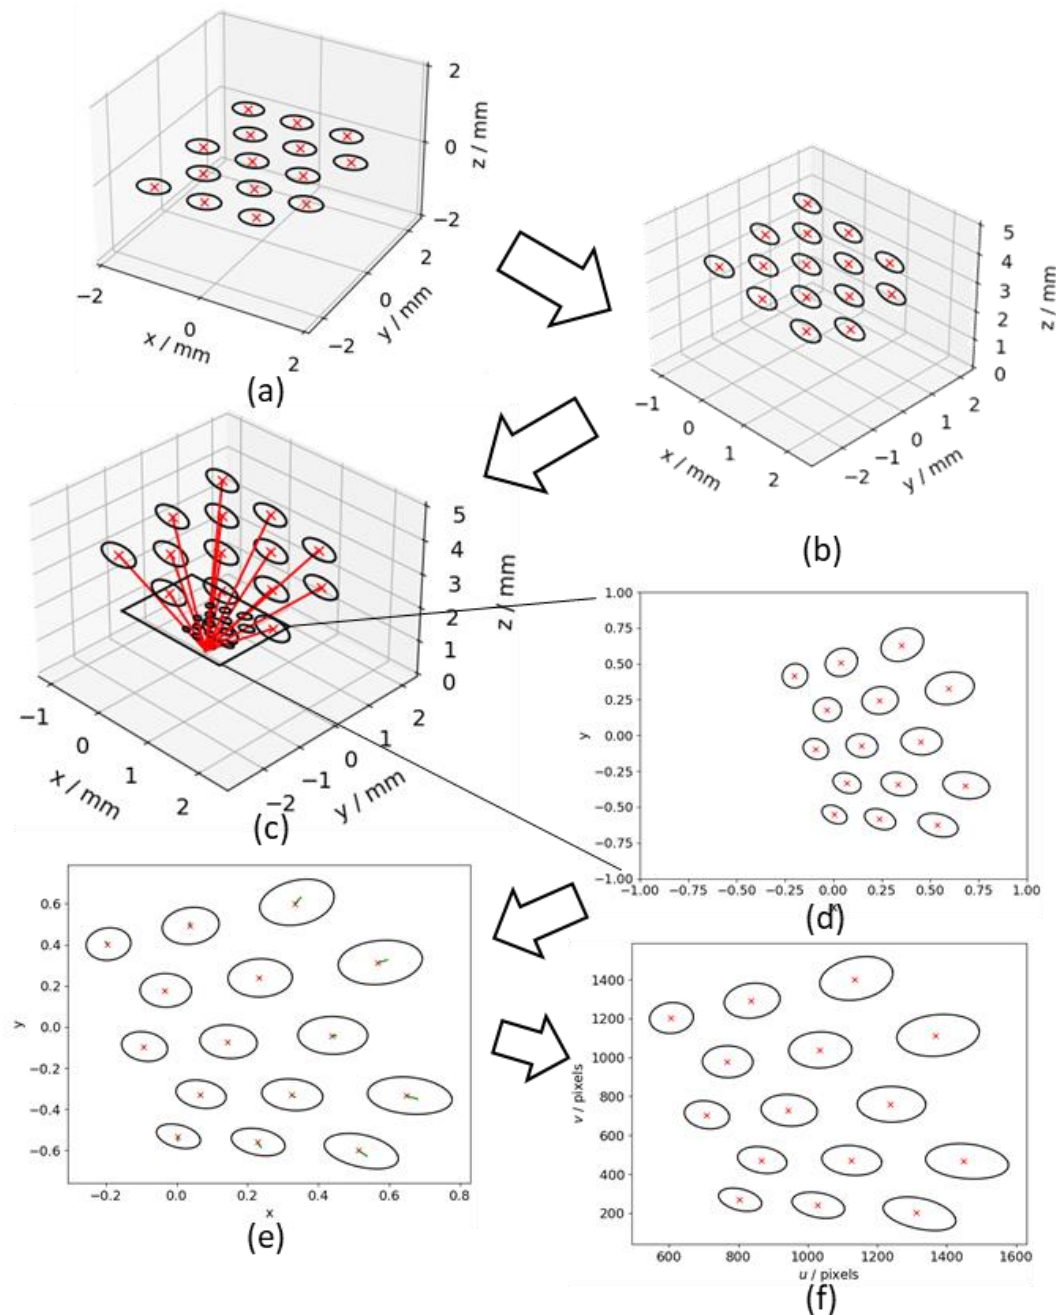 2
0
−2
z / mm
−2
0
2
x / mm
−2
0
2
y / mm
(a)
5
4
3
2
1
0
z / mm
−1
0
1
2
x / mm
−2
−1
0
1
2
y / mm
(b)
5
4
3
2
1
0
z / mm
−1
0
1
2
x / mm
−2
−1
0
1
2
y / mm
(c)
1.00
0.75
0.50
0.25
0.00
−0.25
−0.50
−0.75
−1.00
y
−1.00 −0.75 −0.50 −0.25 0.00 0.25 0.50 0.75 1.00
x
(d)
0.6
0.4
0.2
0.0
−0.2
−0.4
−0.6
y
−0.2 0.0 0.2 0.4 0.6 0.8
x
(e)
1400
1200
1000
800
600
400
200
v / pixels
600 800 1000 1200 1400 1600
u / pixels
(f)